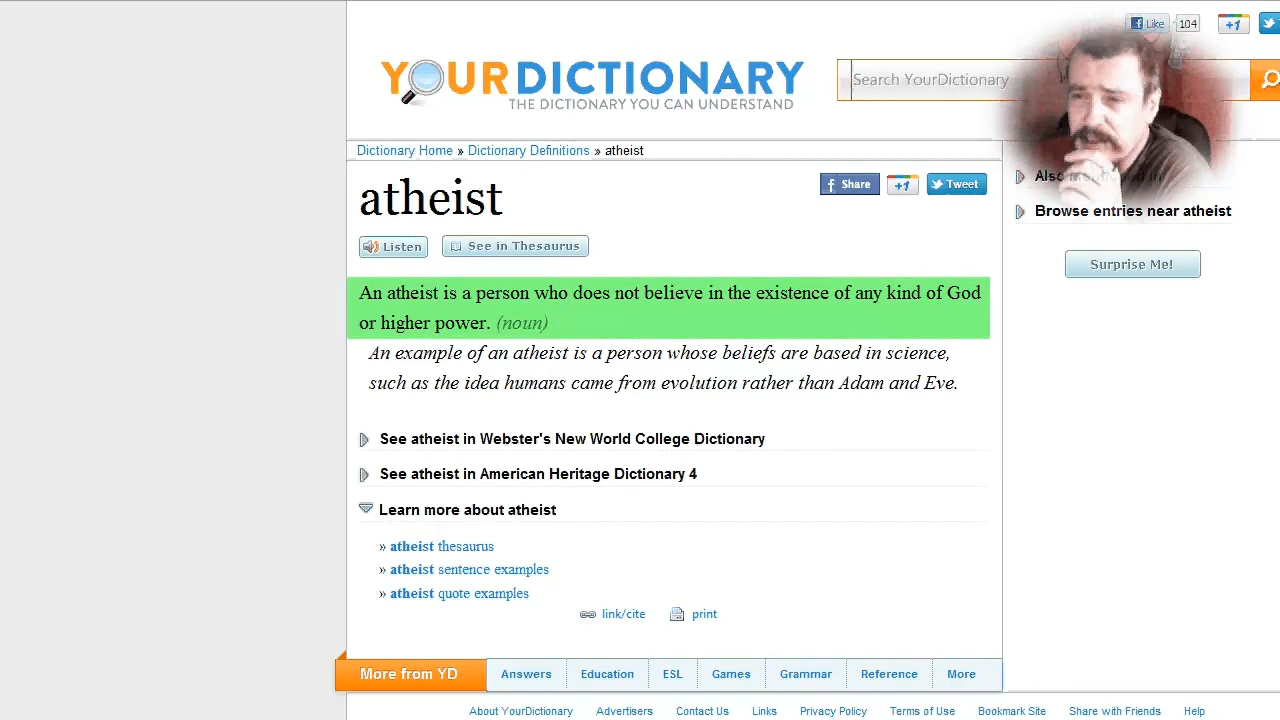 Like 104 +1
YOURDICTIONARY
THE DICTIONARY YOU CAN UNDERSTAND
Search YourDictionary
Dictionary Home » Dictionary Definitions » atheist
atheist
Share +1 Tweet
Listen See in Thesaurus
An atheist is a person who does not believe in the existence of any kind of God
or higher power. (noun)
An example of an atheist is a person whose beliefs are based in science,
such as the idea humans came from evolution rather than Adam and Eve.
See atheist in Webster's New World College Dictionary
See atheist in American Heritage Dictionary 4
Learn more about atheist
» atheist thesaurus
» atheist sentence examples
» atheist quote examples
link/cite print
Browse entries near atheist
Surprise Me!
More from YD Answers Education ESL Games Grammar Reference More
About YourDictionary Advertisers Contact Us Links Privacy Policy Terms of Use Bookmark Site Share with Friends Help